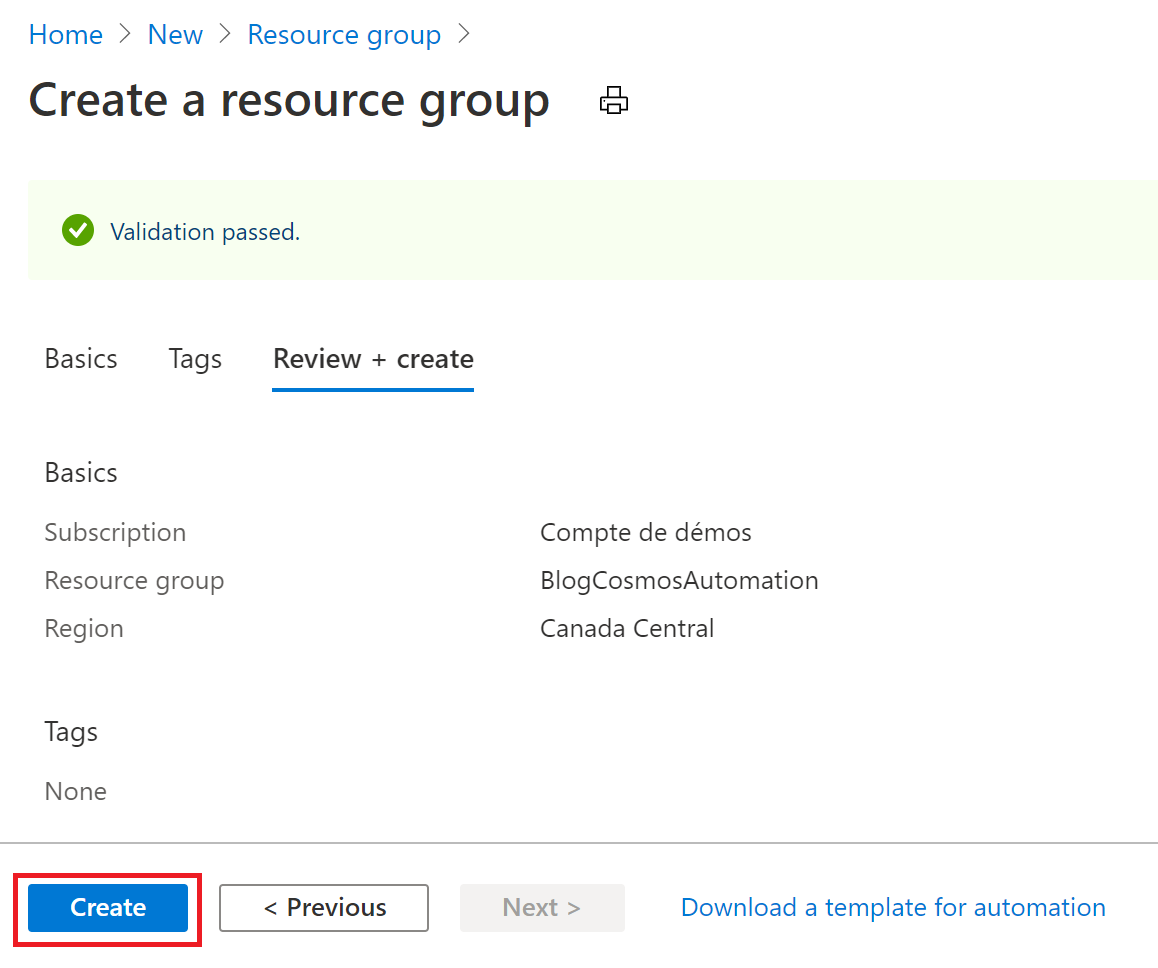 Home > New > Resource group >
Create a resource group
Validation passed.
Basics Tags Review + create
Basics
Subscription Compte de démos
Resource group BlogCosmosAutomation
Region Canada Central
Tags
None
Create < Previous Next > Download a template for automation